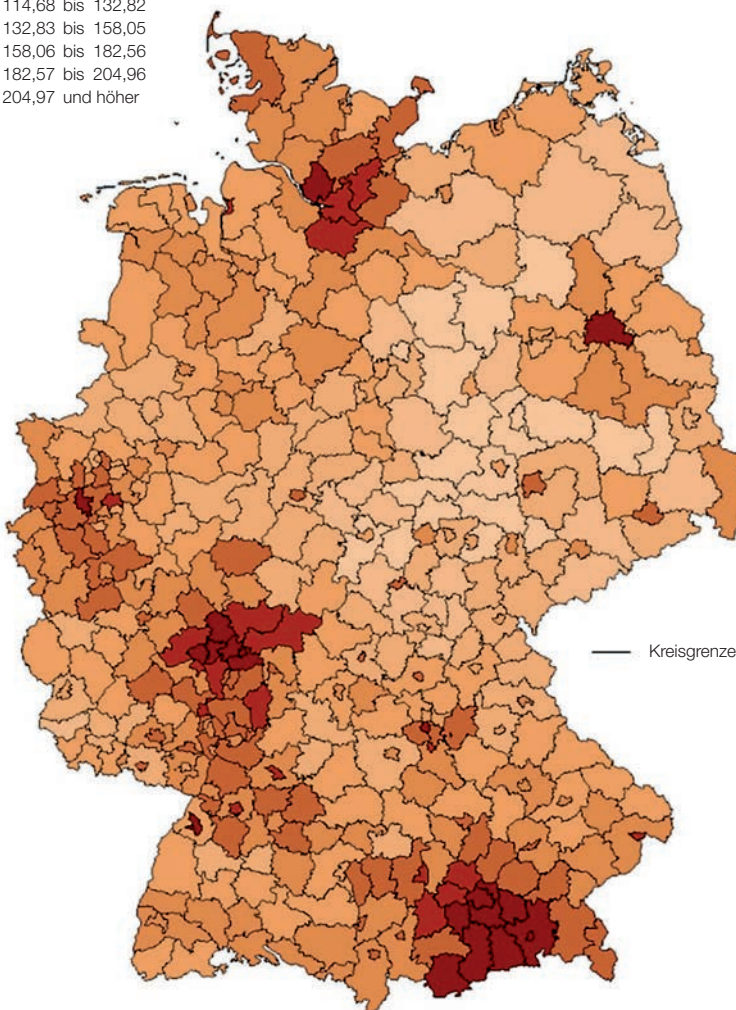 114,68 bis 132,82
132,83 bis 158,05
158,06 bis 182,56
182,57 bis 204,96
204,97 und höher
Kreisgrenze